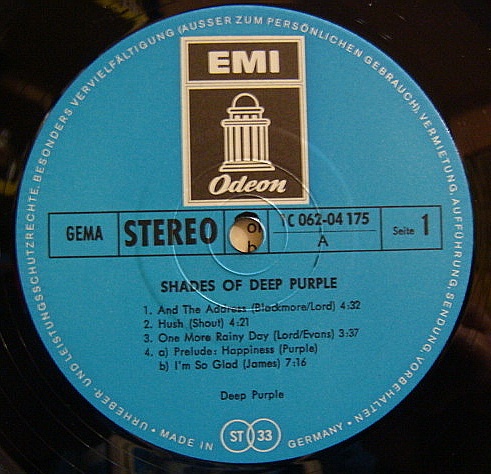 URHEBER- UND LEISTUNGSSCHUTZRECHTE, BESONDERS VERVIELFÄLTIGUNG (AUSSER ZUM PERSÖNLICHEN GEBRAUCH), VERMIETUNG, AUFFÜHRUNG, SENDUNG, VORBEHALTEN
EMI
Odeon
GEMA
STEREO
1C 062-04 175
A
Seite 1
SHADES OF DEEP PURPLE
1. And The Address (Blackmore/Lord) 4:32
2. Hush (Shout) 4:21
3. One More Rainy Day (Lord/Evans) 3:37
4. a) Prelude: Happiness (Purple)
b) I'm So Glad (James) 7:16
Deep Purple
• MADE IN ST 33 GERMANY •